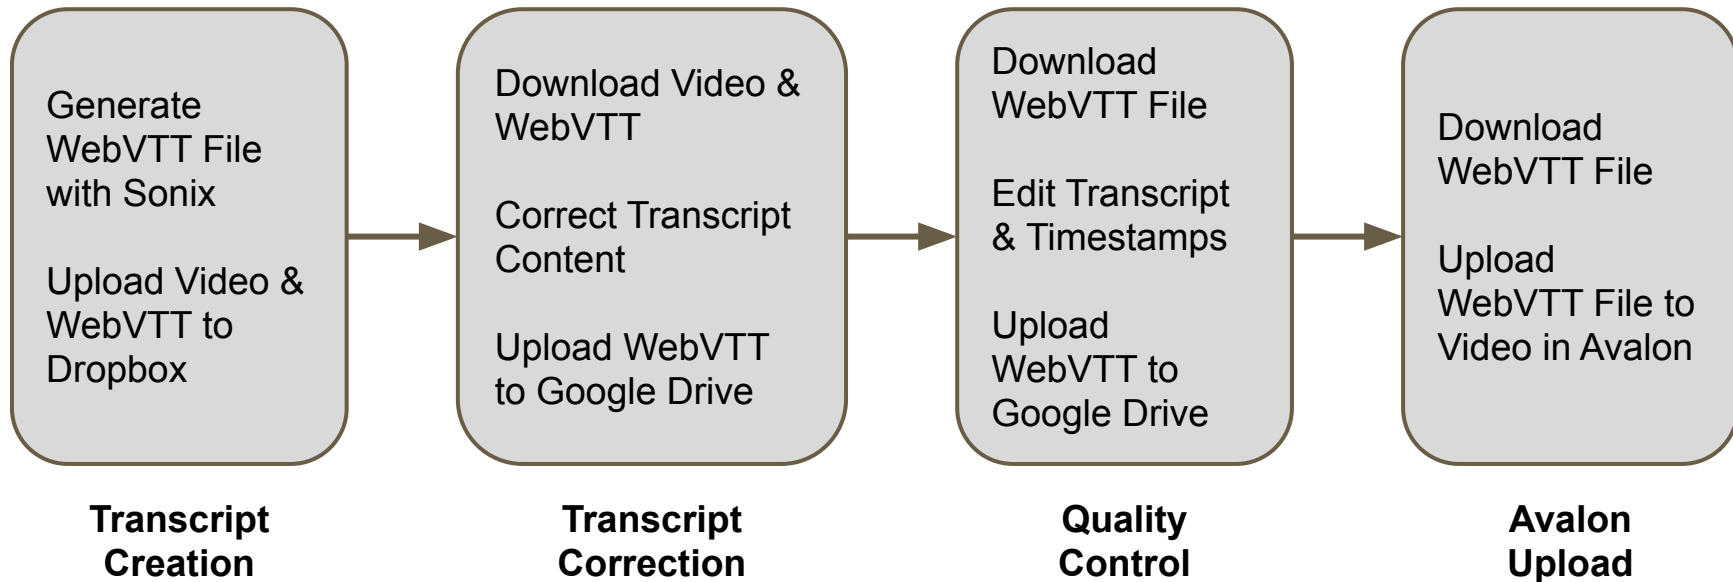 Generate
WebVTT File
with Sonix
Upload Video &
WebVTT to
Dropbox
Transcript
Creation
Download Video &
WebVTT
Correct Transcript
Content
Upload WebVTT
to Google Drive
Transcript
Correction
Download
WebVTT File
Edit Transcript
& Timestamps
Upload
WebVTT to
Google Drive
Quality
Control
Download
WebVTT File
Upload
WebVTT File to
Video in Avalon
Avalon
Upload